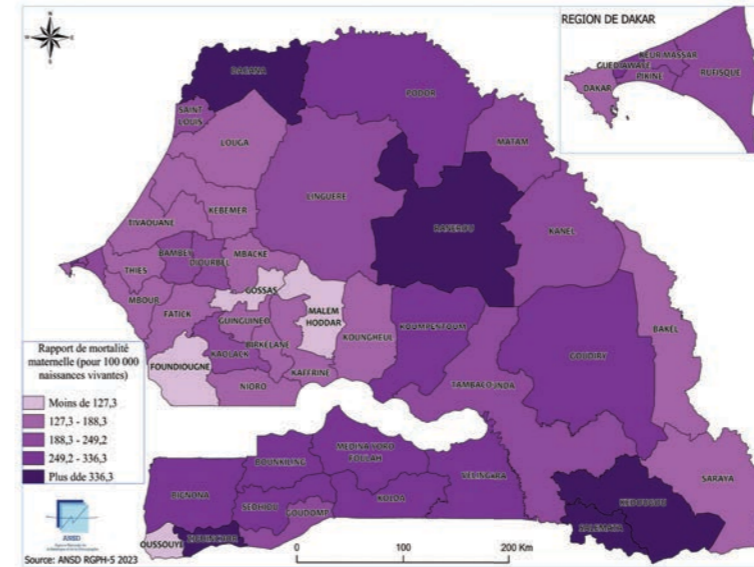 N
W
E
S
REGION DE DAKAR
KEUR MASSAR
GUEDIAWAYE
RUFISQUE
DAKAR
PIKINE
DAGANA
PODOR
SAINT
LOUIS
LOUGA
MATAM
LINGUERE
KEBEMER
RANEROU
KANEL
TIVAOUANE
BAMBEY
MBACKE
THIES
DIOURBEL
GOSSAS
MBOUR
MALEM
HODDAR
FATICK
GUINGUINEO
KOUMPENTOUM
BAKEL
KOUNGHEUL
GOUDIRY
BIRKELANE
KAOLACK
FOUNDIOUGNE
KAFFRINE
TAMBACOUNDA
NIORO
Rapport de mortalité
maternelle (pour 100 000
naissances vivantes)
Moins de 127,3
127,3 - 188,3
188,3 - 249,2
249,2 - 336,3
Plus dde 336,3
MEDINA YORO
FOULAH
BOUNKILING
VELINGARA
SARAYA
BIGNONA
KOLDA
KEDOUGOU
SEDHIOU
GOUDOMP
SALEMATA
OUSSOUYE
ZIGUINCHOR
ANSD
0 100 200 Km
Source: ANSD RGPH-5 2023